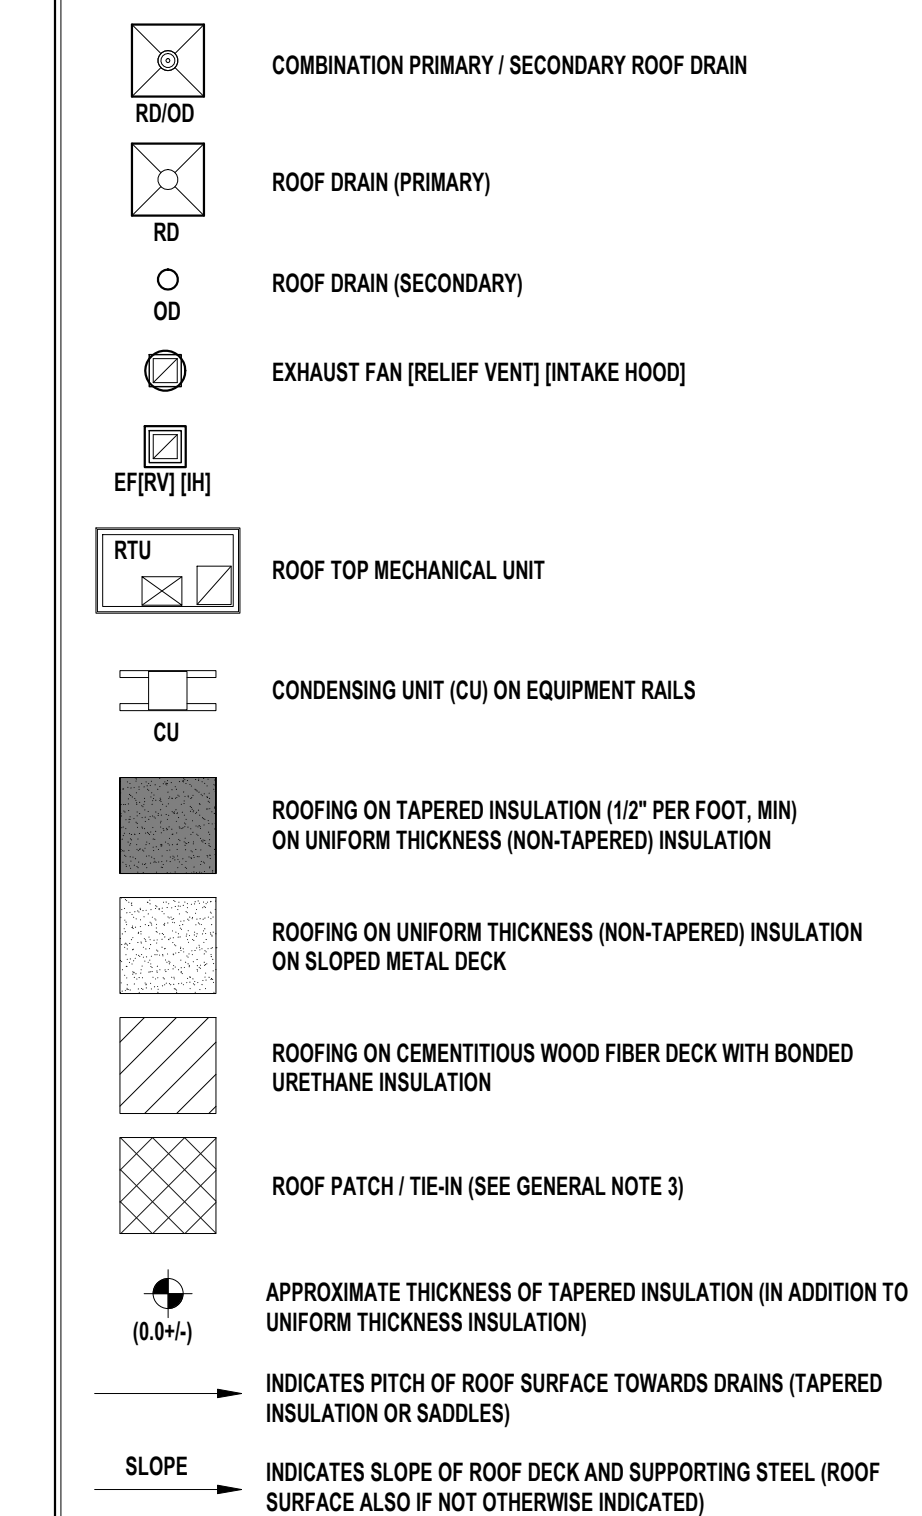 COMBINATION PRIMARY / SECONDARY ROOF DRAIN
RD/OD
ROOF DRAIN (PRIMARY)
RD
ROOF DRAIN (SECONDARY)
OD
EXHAUST FAN [RELIEF VENT] [INTAKE HOOD]
EF[RV] [IH]
RTU
ROOF TOP MECHANICAL UNIT
CONDENSING UNIT (CU) ON EQUIPMENT RAILS
CU
ROOFING ON TAPERED INSULATION (1/2" PER FOOT, MIN)
ON UNIFORM THICKNESS (NON-TAPERED) INSULATION
ROOFING ON UNIFORM THICKNESS (NON-TAPERED) INSULATION
ON SLOPED METAL DECK
ROOFING ON CEMENTITIOUS WOOD FIBER DECK WITH BONDED
URETHANE INSULATION
ROOF PATCH / TIE-IN (SEE GENERAL NOTE 3)
APPROXIMATE THICKNESS OF TAPERED INSULATION (IN ADDITION TO
UNIFORM THICKNESS INSULATION)
(0.0+/-)
INDICATES PITCH OF ROOF SURFACE TOWARDS DRAINS (TAPERED
INSULATION OR SADDLES)
SLOPE
INDICATES SLOPE OF ROOF DECK AND SUPPORTING STEEL (ROOF
SURFACE ALSO IF NOT OTHERWISE INDICATED)